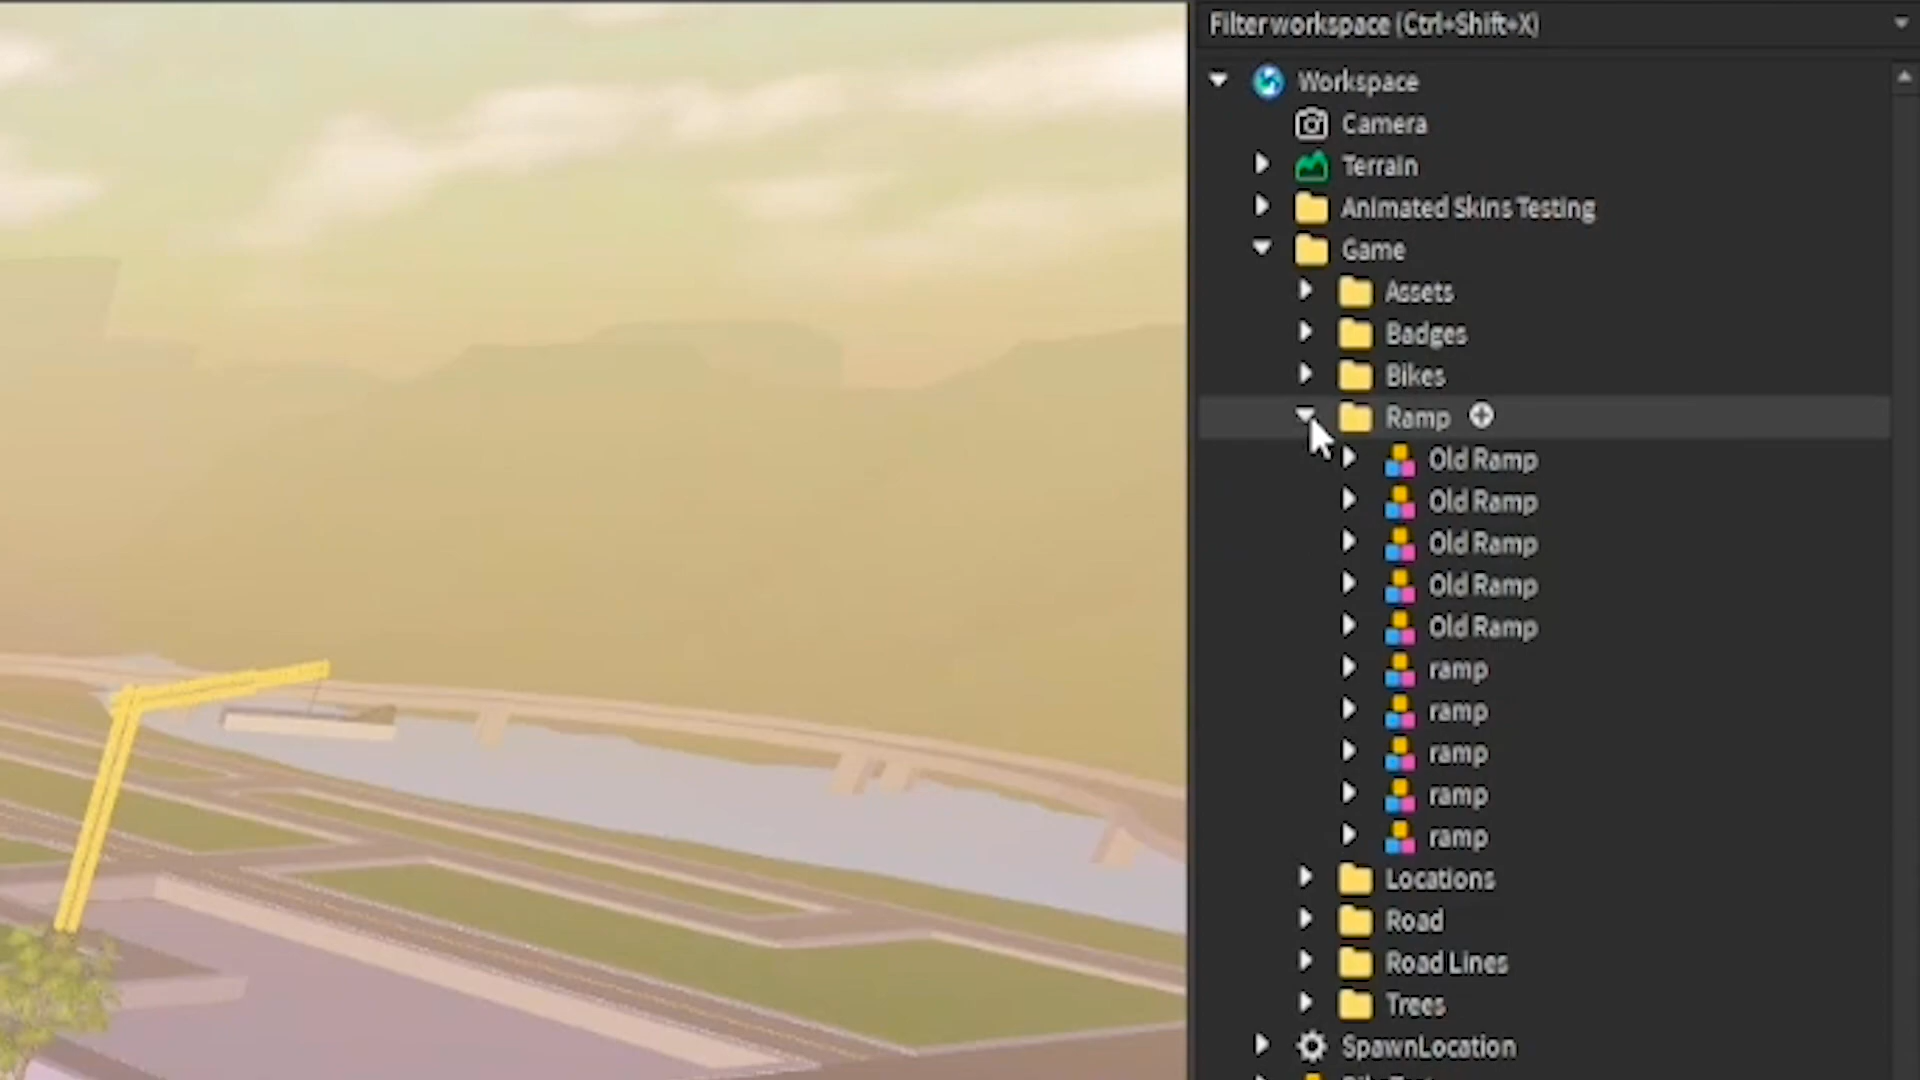 Filter workspace (Ctrl+Shift+X)
Workspace
Camera
Terrain
Animated Skins Testing
Game
Assets
Badges
Bikes
Ramp
Old Ramp
Old Ramp
Old Ramp
Old Ramp
Old Ramp
ramp
ramp
ramp
ramp
ramp
Locations
Road
Road Lines
Trees
SpawnLocation